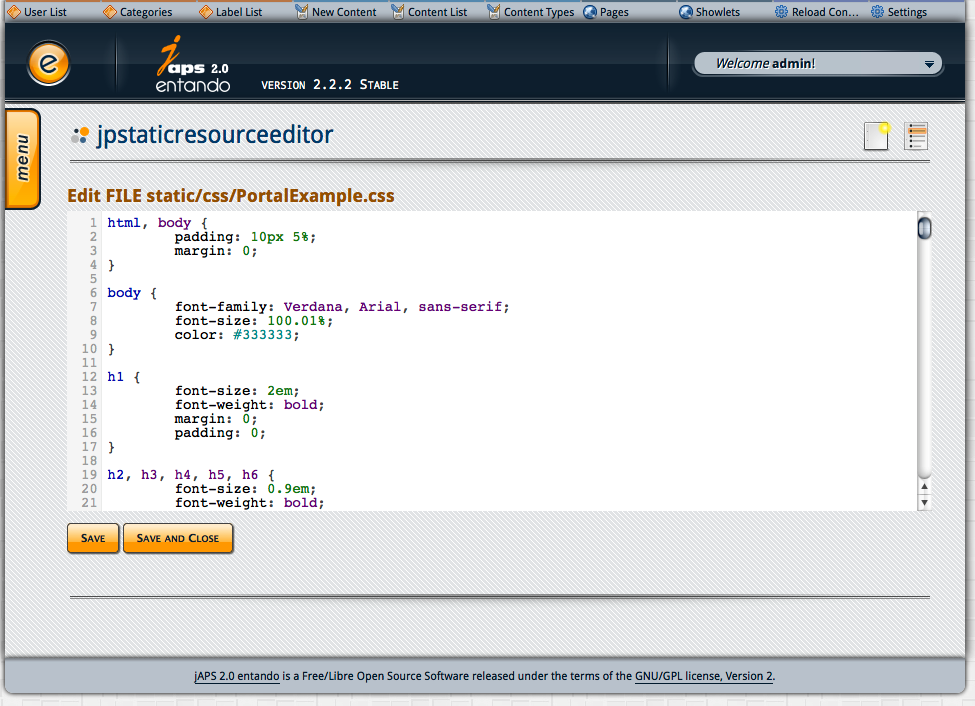 User List Categories Label List New Content Content List Content Types Pages Showlets Reload Con... Settings
e
japs 2.0
entando
VERSION 2.2.2 STABLE
Welcome admin!
menu
jpstaticresourceeditor
Edit FILE static/css/PortalExample.css
1 html, body {
2 padding: 10px 5%;
3 margin: 0;
4 }
5
6 body {
7 font-family: Verdana, Arial, sans-serif;
8 font-size: 100.01%;
9 color: #333333;
10 }
11
12 h1 {
13 font-size: 2em;
14 font-weight: bold;
15 margin: 0;
16 padding: 0;
17 }
18
19 h2, h3, h4, h5, h6 {
20 font-size: 0.9em;
21 font-weight: bold;
SAVE SAVE AND CLOSE
jAPS 2.0 entando is a Free/Libre Open Source Software released under the terms of the GNU/GPL license, Version 2.